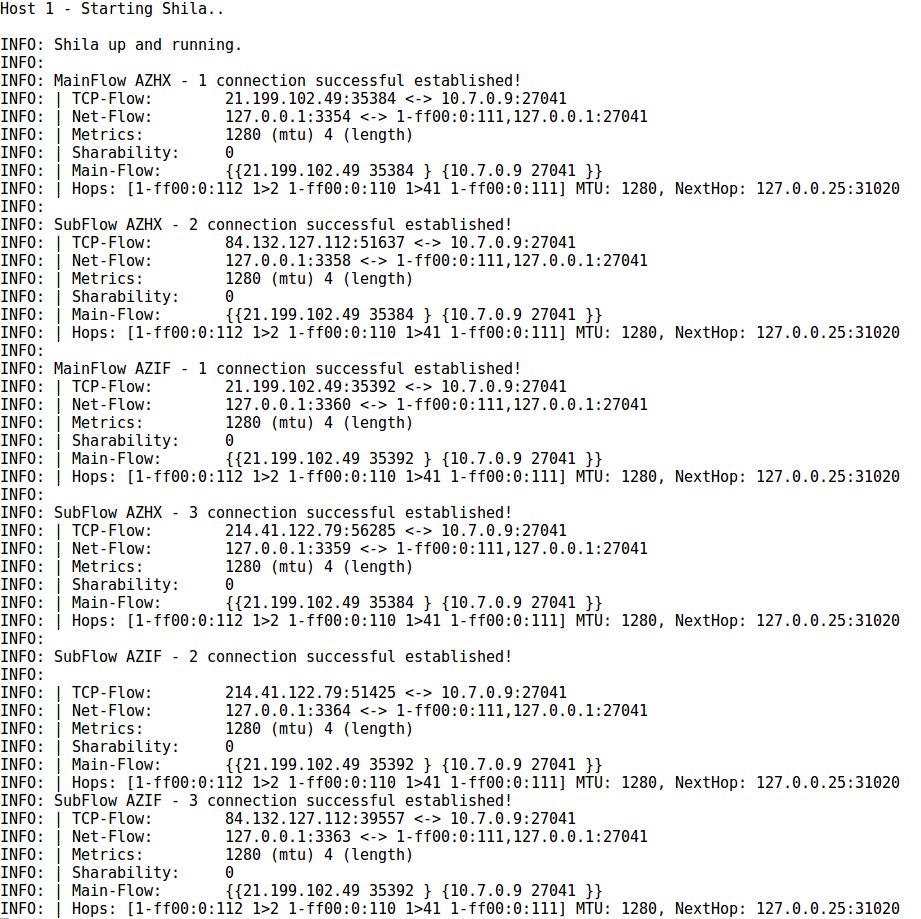 Host 1 - Starting Shila..
INFO: Shila up and running.
INFO:
INFO: MainFlow AZHX - 1 connection successful established!
INFO: | TCP-Flow:        21.199.102.49:35384 <-> 10.7.0.9:27041
INFO: | Net-Flow:        127.0.0.1:3354 <-> 1-ff00:0:111,127.0.0.1:27041
INFO: | Metrics:         1280 (mtu) 4 (length)
INFO: | Sharability:     0
INFO: | Main-Flow:       {{21.199.102.49 35384 } {10.7.0.9 27041 }}
INFO: | Hops: [1-ff00:0:112 1>2 1-ff00:0:110 1>41 1-ff00:0:111] MTU: 1280, NextHop: 127.0.0.25:31020
INFO:
INFO: SubFlow AZHX - 2 connection successful established!
INFO: | TCP-Flow:        84.132.127.112:51637 <-> 10.7.0.9:27041
INFO: | Net-Flow:        127.0.0.1:3358 <-> 1-ff00:0:111,127.0.0.1:27041
INFO: | Metrics:         1280 (mtu) 4 (length)
INFO: | Sharability:     0
INFO: | Main-Flow:       {{21.199.102.49 35384 } {10.7.0.9 27041 }}
INFO: | Hops: [1-ff00:0:112 1>2 1-ff00:0:110 1>41 1-ff00:0:111] MTU: 1280, NextHop: 127.0.0.25:31020
INFO:
INFO: MainFlow AZIF - 1 connection successful established!
INFO: | TCP-Flow:        21.199.102.49:35392 <-> 10.7.0.9:27041
INFO: | Net-Flow:        127.0.0.1:3360 <-> 1-ff00:0:111,127.0.0.1:27041
INFO: | Metrics:         1280 (mtu) 4 (length)
INFO: | Sharability:     0
INFO: | Main-Flow:       {{21.199.102.49 35392 } {10.7.0.9 27041 }}
INFO: | Hops: [1-ff00:0:112 1>2 1-ff00:0:110 1>41 1-ff00:0:111] MTU: 1280, NextHop: 127.0.0.25:31020
INFO:
INFO: SubFlow AZHX - 3 connection successful established!
INFO: | TCP-Flow:        214.41.122.79:56285 <-> 10.7.0.9:27041
INFO: | Net-Flow:        127.0.0.1:3359 <-> 1-ff00:0:111,127.0.0.1:27041
INFO: | Metrics:         1280 (mtu) 4 (length)
INFO: | Sharability:     0
INFO: | Main-Flow:       {{21.199.102.49 35384 } {10.7.0.9 27041 }}
INFO: | Hops: [1-ff00:0:112 1>2 1-ff00:0:110 1>41 1-ff00:0:111] MTU: 1280, NextHop: 127.0.0.25:31020
INFO:
INFO: SubFlow AZIF - 2 connection successful established!
INFO:
INFO: | TCP-Flow:        214.41.122.79:51425 <-> 10.7.0.9:27041
INFO: | Net-Flow:        127.0.0.1:3364 <-> 1-ff00:0:111,127.0.0.1:27041
INFO: | Metrics:         1280 (mtu) 4 (length)
INFO: | Sharability:     0
INFO: | Main-Flow:       {{21.199.102.49 35392 } {10.7.0.9 27041 }}
INFO: | Hops: [1-ff00:0:112 1>2 1-ff00:0:110 1>41 1-ff00:0:111] MTU: 1280, NextHop: 127.0.0.25:31020
INFO: SubFlow AZIF - 3 connection successful established!
INFO: | TCP-Flow:        84.132.127.112:39557 <-> 10.7.0.9:27041
INFO: | Net-Flow:        127.0.0.1:3363 <-> 1-ff00:0:111,127.0.0.1:27041
INFO: | Metrics:         1280 (mtu) 4 (length)
INFO: | Sharability:     0
INFO: | Main-Flow:       {{21.199.102.49 35392 } {10.7.0.9 27041 }}
INFO: | Hops: [1-ff00:0:112 1>2 1-ff00:0:110 1>41 1-ff00:0:111] MTU: 1280, NextHop: 127.0.0.25:31020